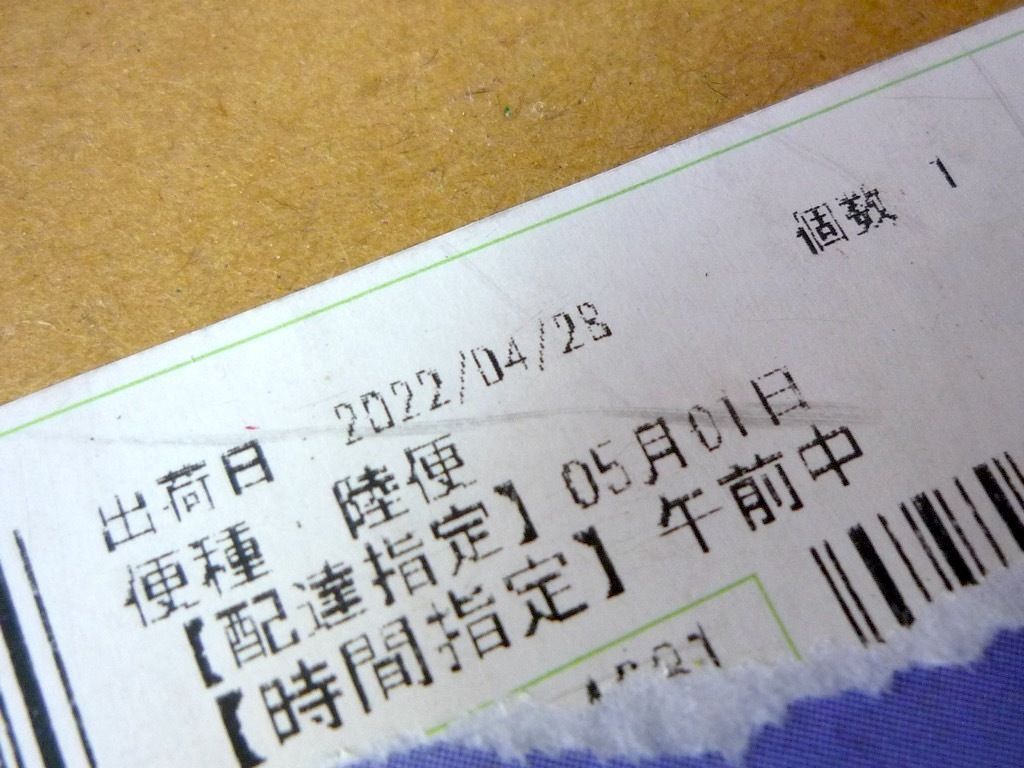 個数 1
出荷日 2022/04/28
便種 陸便
【配達指定】05月01日
【時間指定】午前中